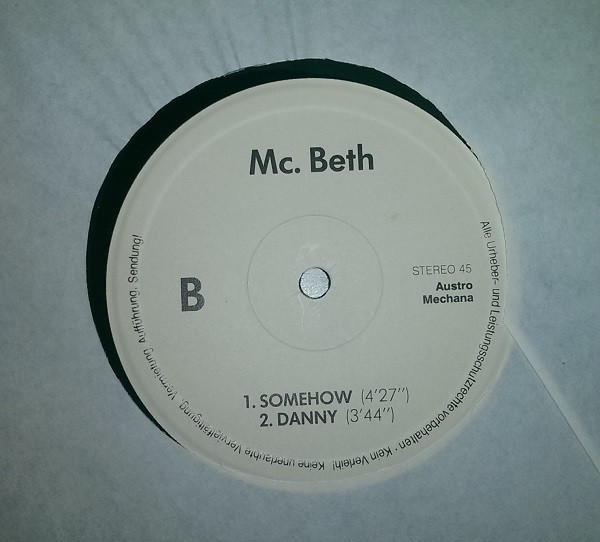 Mc. Beth
B
STEREO 45
Austro
Mechana
1. SOMEHOW (4'27'')
2. DANNY (3'44'')
Alle Urheber- und Leistungsschutzrechte vorbehalten · Kein Verleih! Keine unerlaubte Vervielfältigung, Vermietung, Aufführung, Sendung!